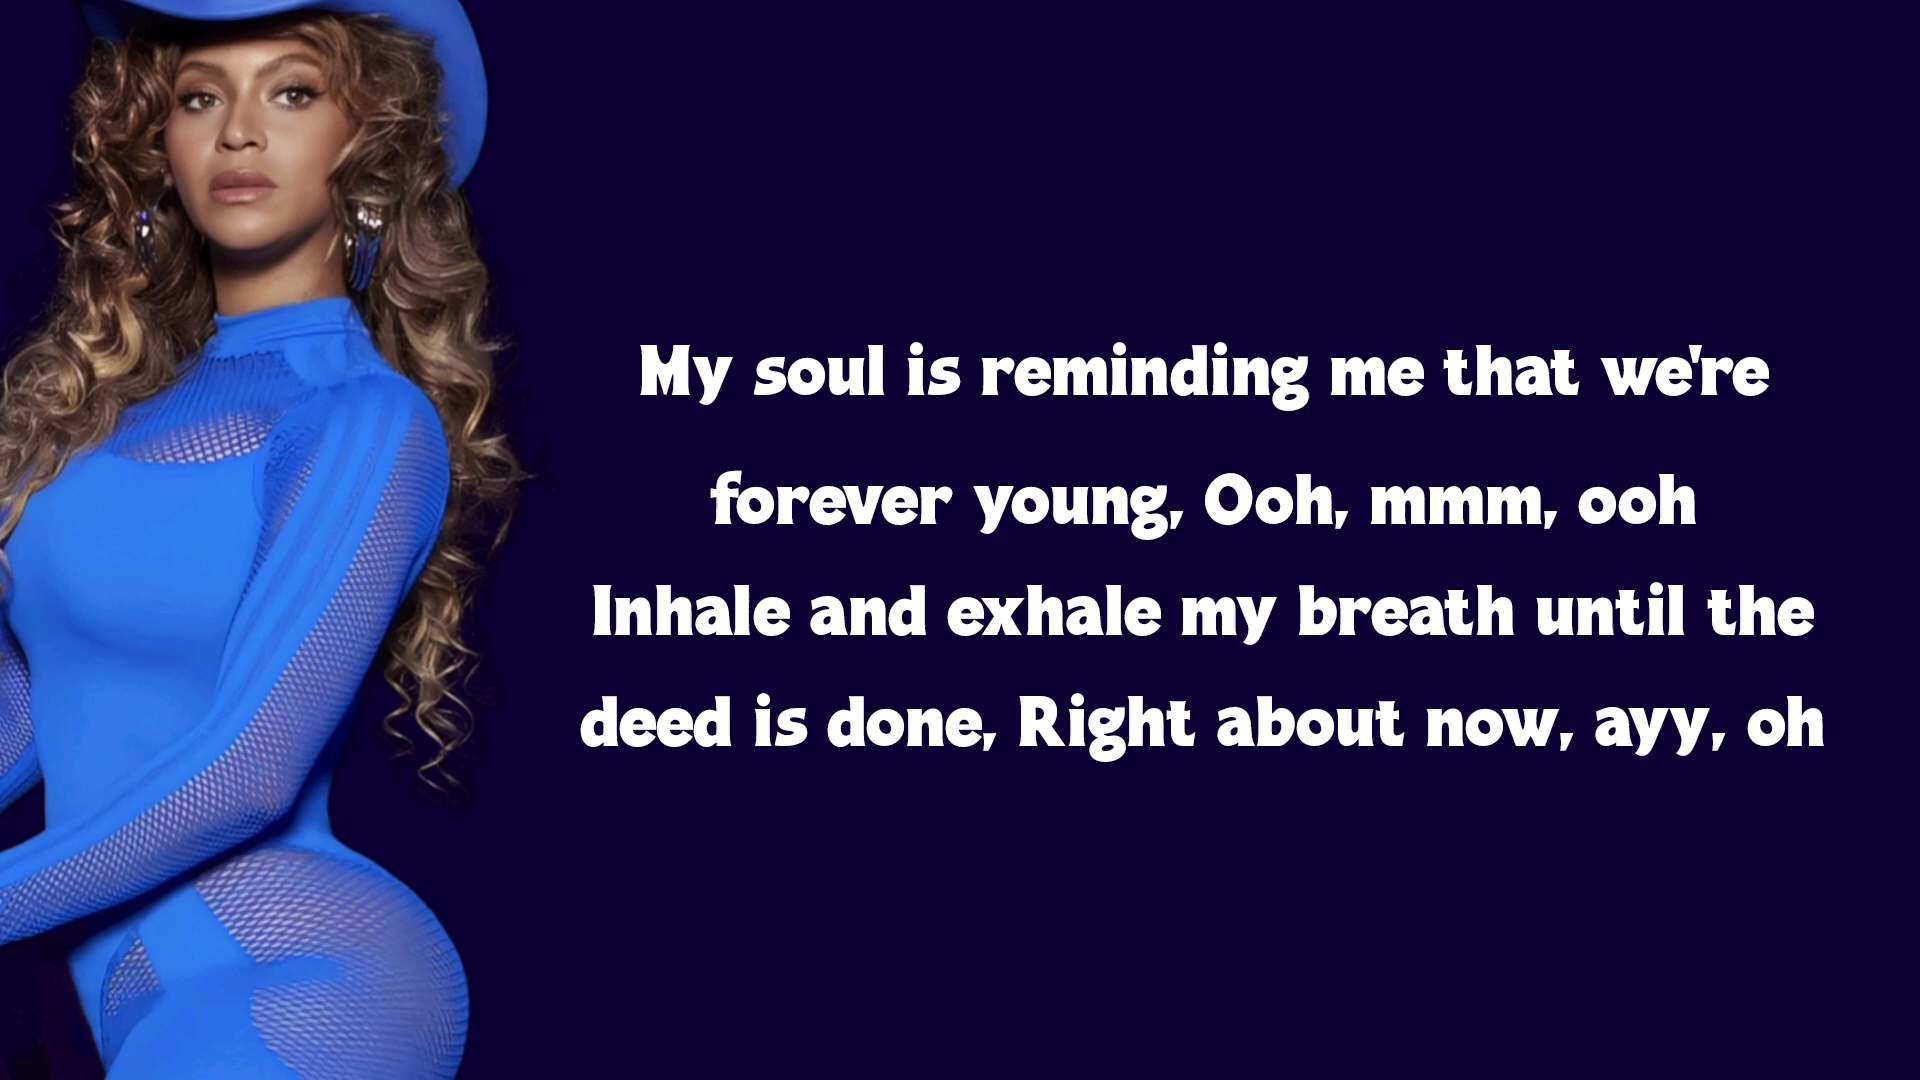 My soul is reminding me that we're
forever young, Ooh, mmm, ooh
Inhale and exhale my breath until the
deed is done, Right about now, ayy, oh